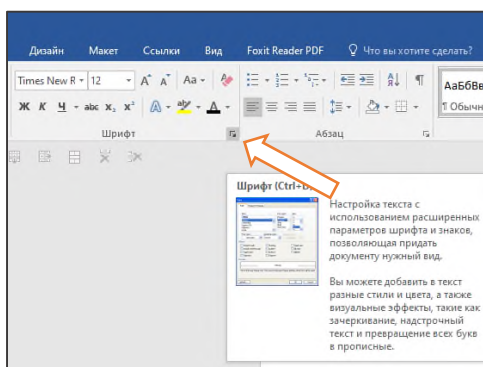 Дизайн Макет Ссылки Вид Foxit Reader PDF Что вы хотите сделать?
Times New R 12 А А Aa
Ж К Ч abc x₂ x² A ab A АаБбВв
¶ Обычн
Шрифт Абзац
Шрифт (Ctrl+D)
Настройка текста с
использованием расширенных
параметров шрифта и знаков,
позволяющая придать
документу нужный вид.
Вы можете добавить в текст
разные стили и цвета, а также
визуальные эффекты, такие как
зачеркивание, надстрочный
текст и превращение всех букв
в прописные.